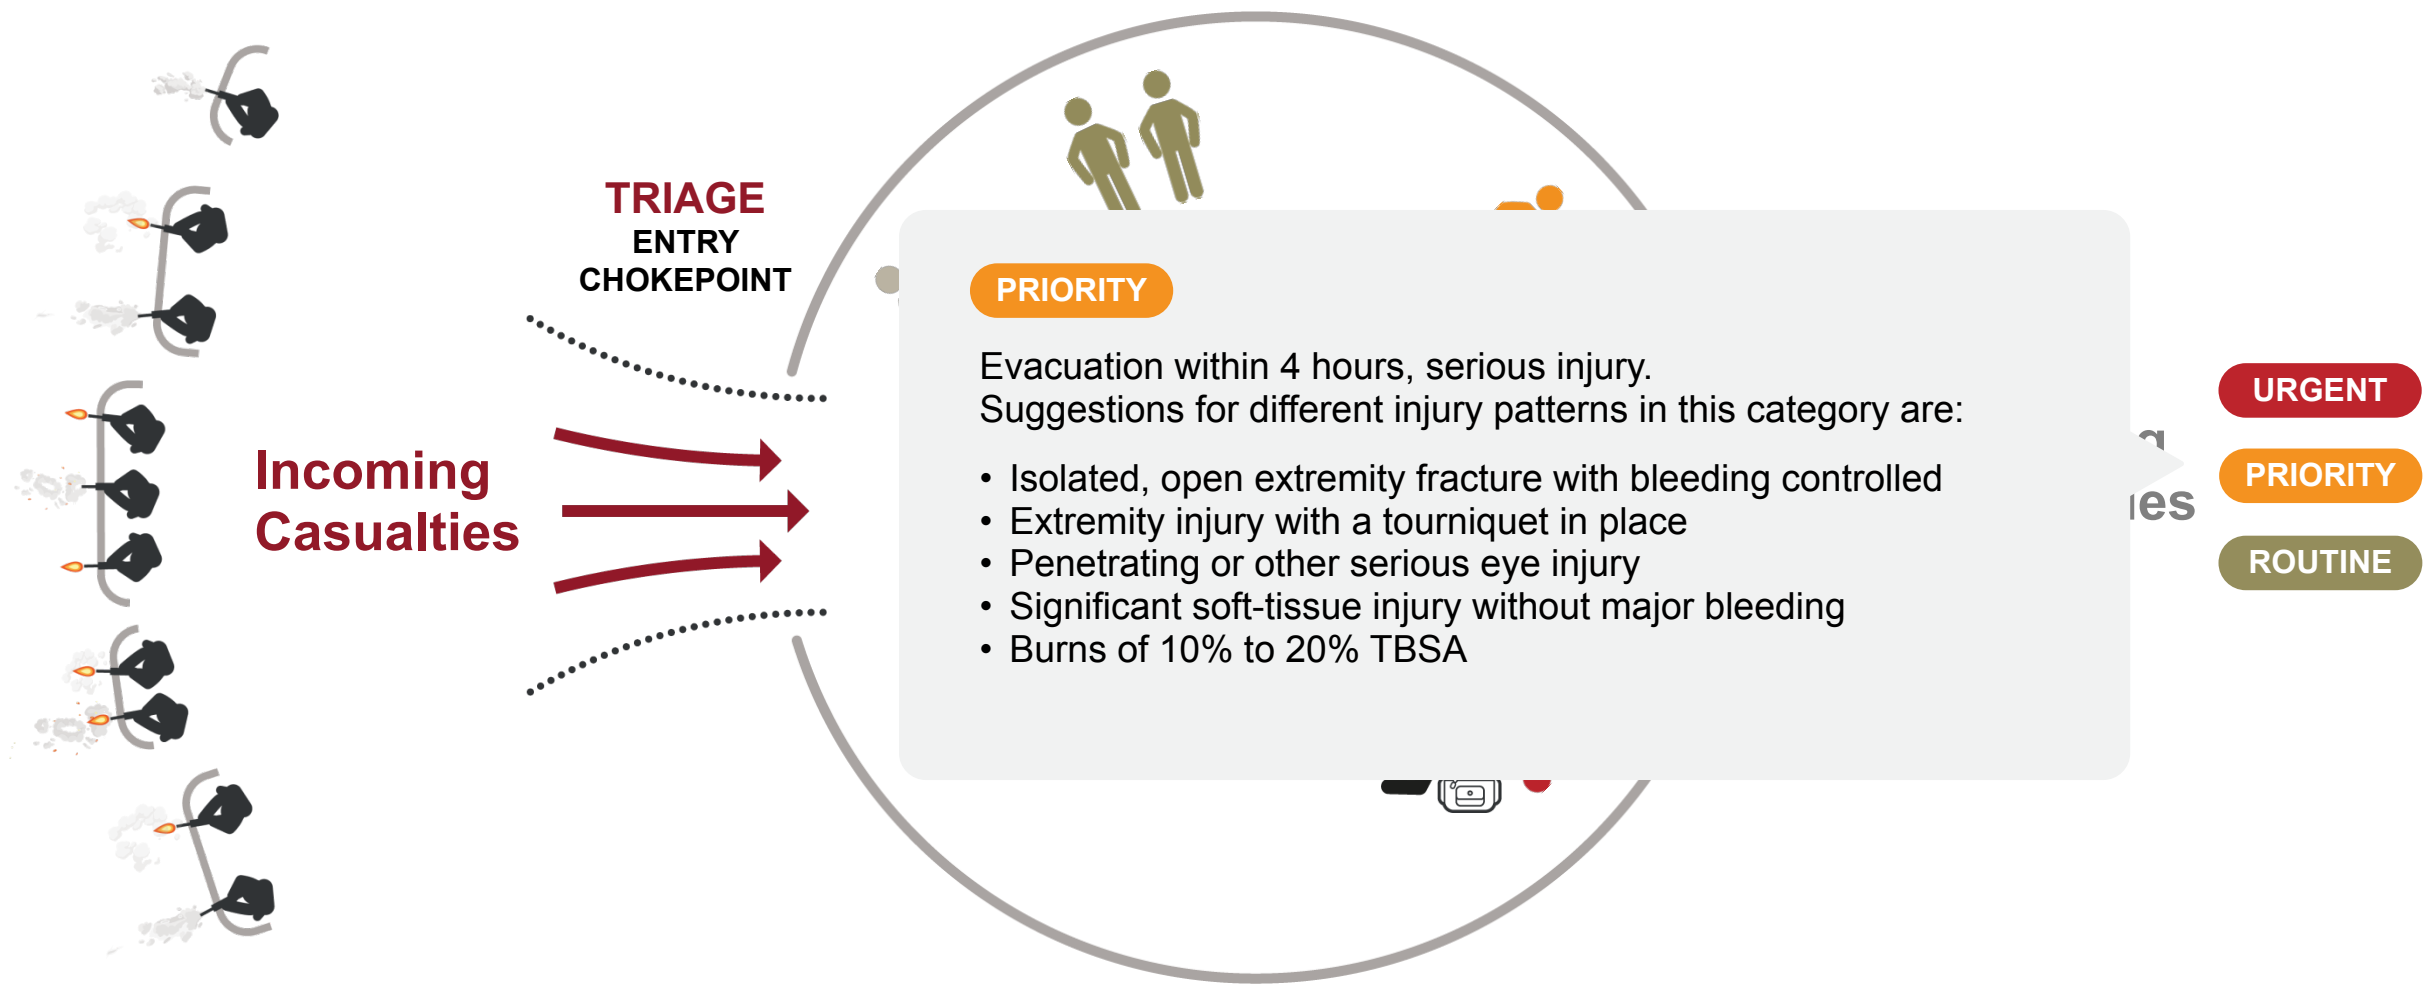 TRIAGE
ENTRY
CHOKEPOINT
Incoming
Casualties
PRIORITY
Evacuation within 4 hours, serious injury.
Suggestions for different injury patterns in this category are:
• Isolated, open extremity fracture with bleeding controlled
• Extremity injury with a tourniquet in place
• Penetrating or other serious eye injury
• Significant soft-tissue injury without major bleeding
• Burns of 10% to 20% TBSA
URGENT
PRIORITY
ROUTINE